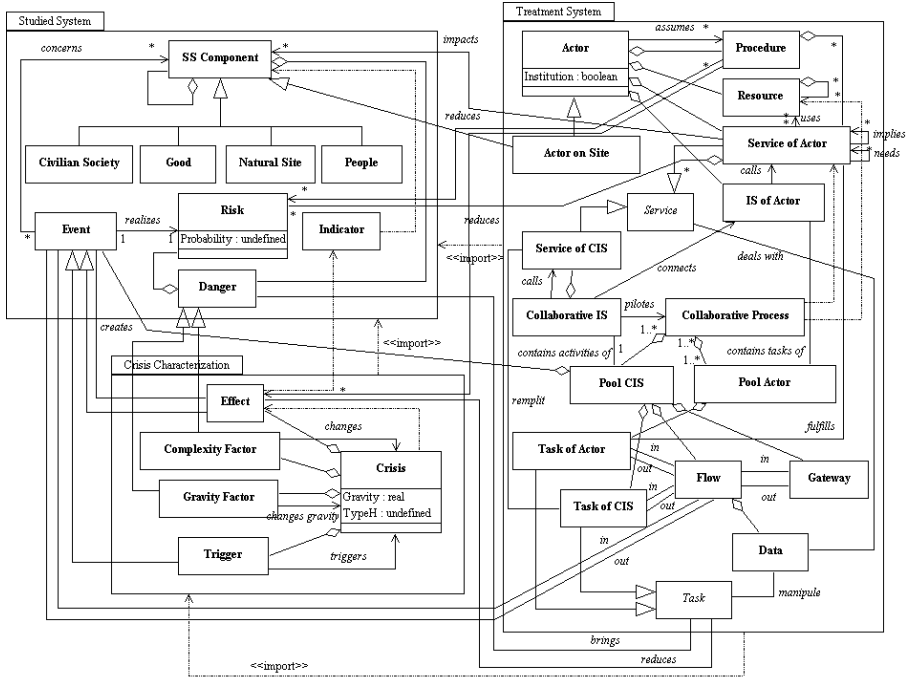 Studied System
Treatment System
concerns
*
SS Component
*
impacts
Actor
Institution : boolean
assumes
*
Procedure
*
*
Resource
*
*
uses
reduces
Civilian Society
Good
Natural Site
People
Actor on Site
Service of Actor
*
implies
*
needs
calls
*
Event
*
realizes
1
1
Risk
Probability : undefined
*
*
Indicator
reduces
Service
IS of Actor
Service of CIS
<<import>>
deals with
Danger
calls
connects
Collaborative IS
pilotes
Collaborative Process
creates
<<import>>
1..*
1..*
contains activities of
1
1..*
contains tasks of
Crisis Characterization
Pool CIS
Pool Actor
Effect
*
remplit
changes
fulfills
Complexity Factor
Task of Actor
in
out
Crisis
Gravity : real
TypeH : undefined
Flow
in
out
Gateway
Gravity Factor
changes gravity
in
out
Task of CIS
Trigger
triggers
in
out
Data
manipule
Task
brings
reduces
<<import>>